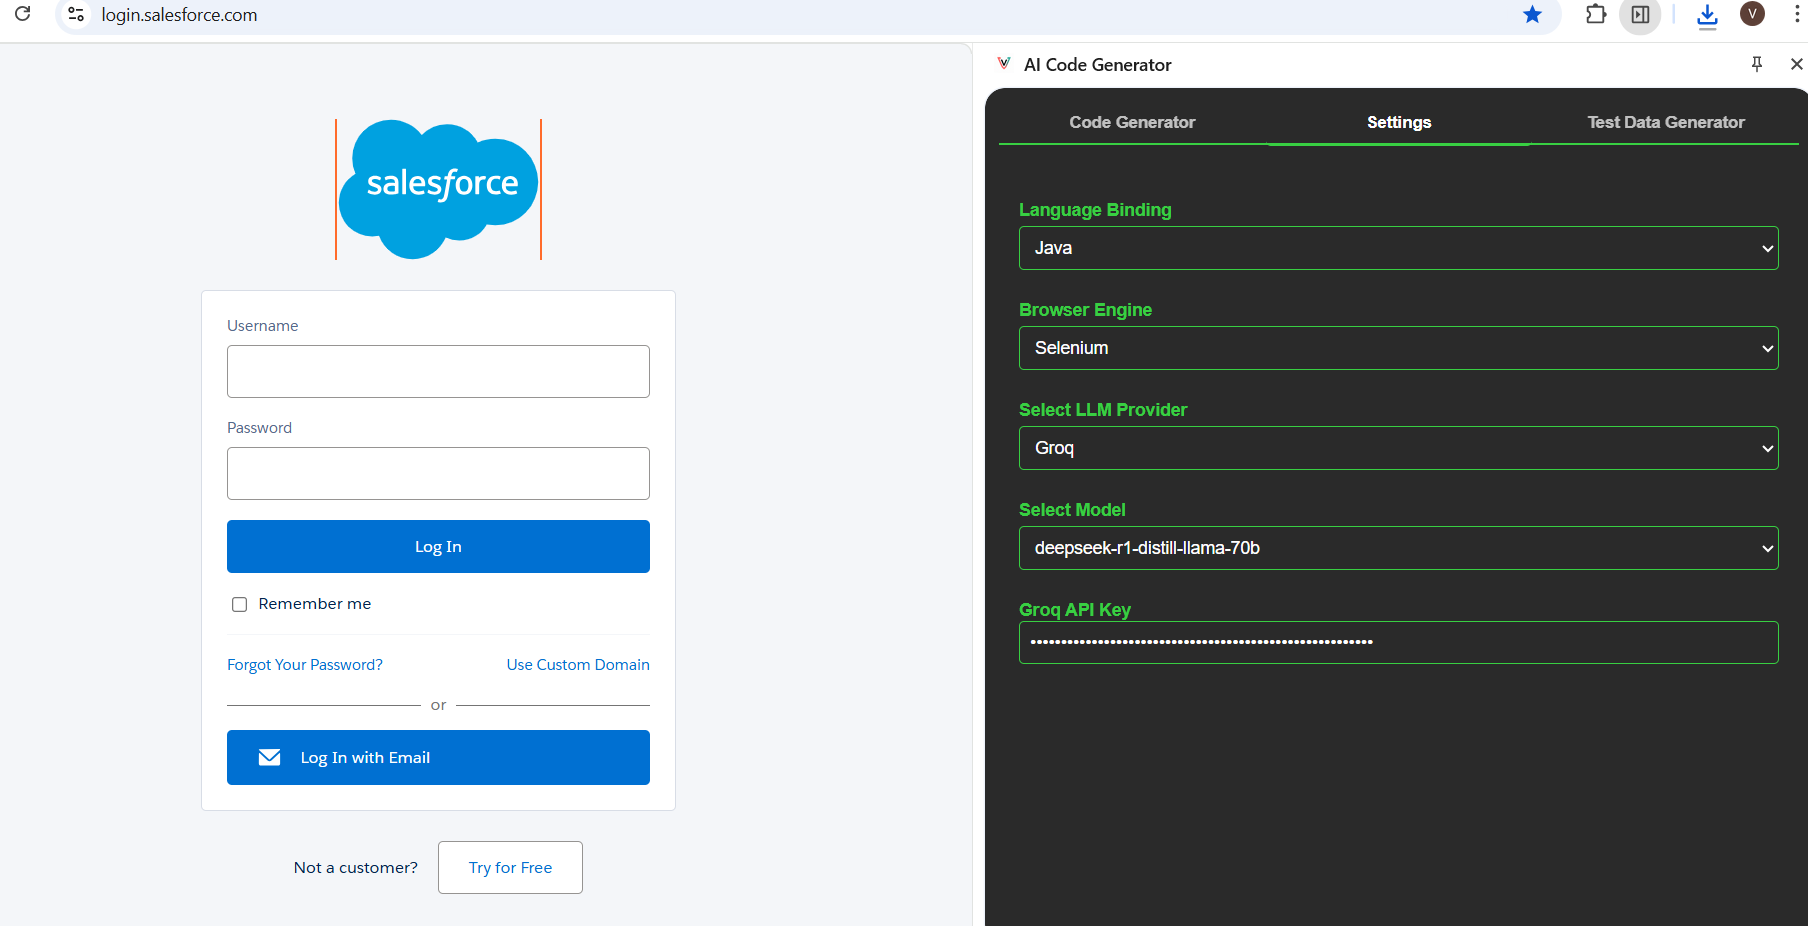 login.salesforce.com
V
AI Code Generator
Code Generator Settings Test Data Generator
salesforce
Username
Password
Log In
Remember me
Forgot Your Password? Use Custom Domain
or
Log In with Email
Not a customer? Try for Free
Language Binding
Java
Browser Engine
Selenium
Select LLM Provider
Groq
Select Model
deepseek-r1-distill-llama-70b
Groq API Key